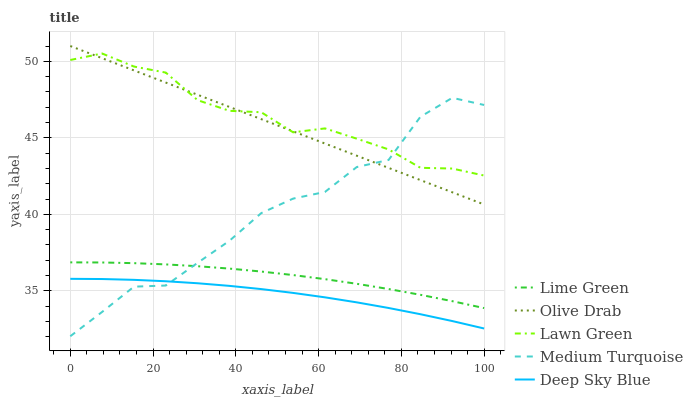 title
50
45
40
35
yaxis_label
0
20
40
60
80
100
xaxis_label
Lime Green
Olive Drab
Lawn Green
Medium Turquoise
Deep Sky Blue